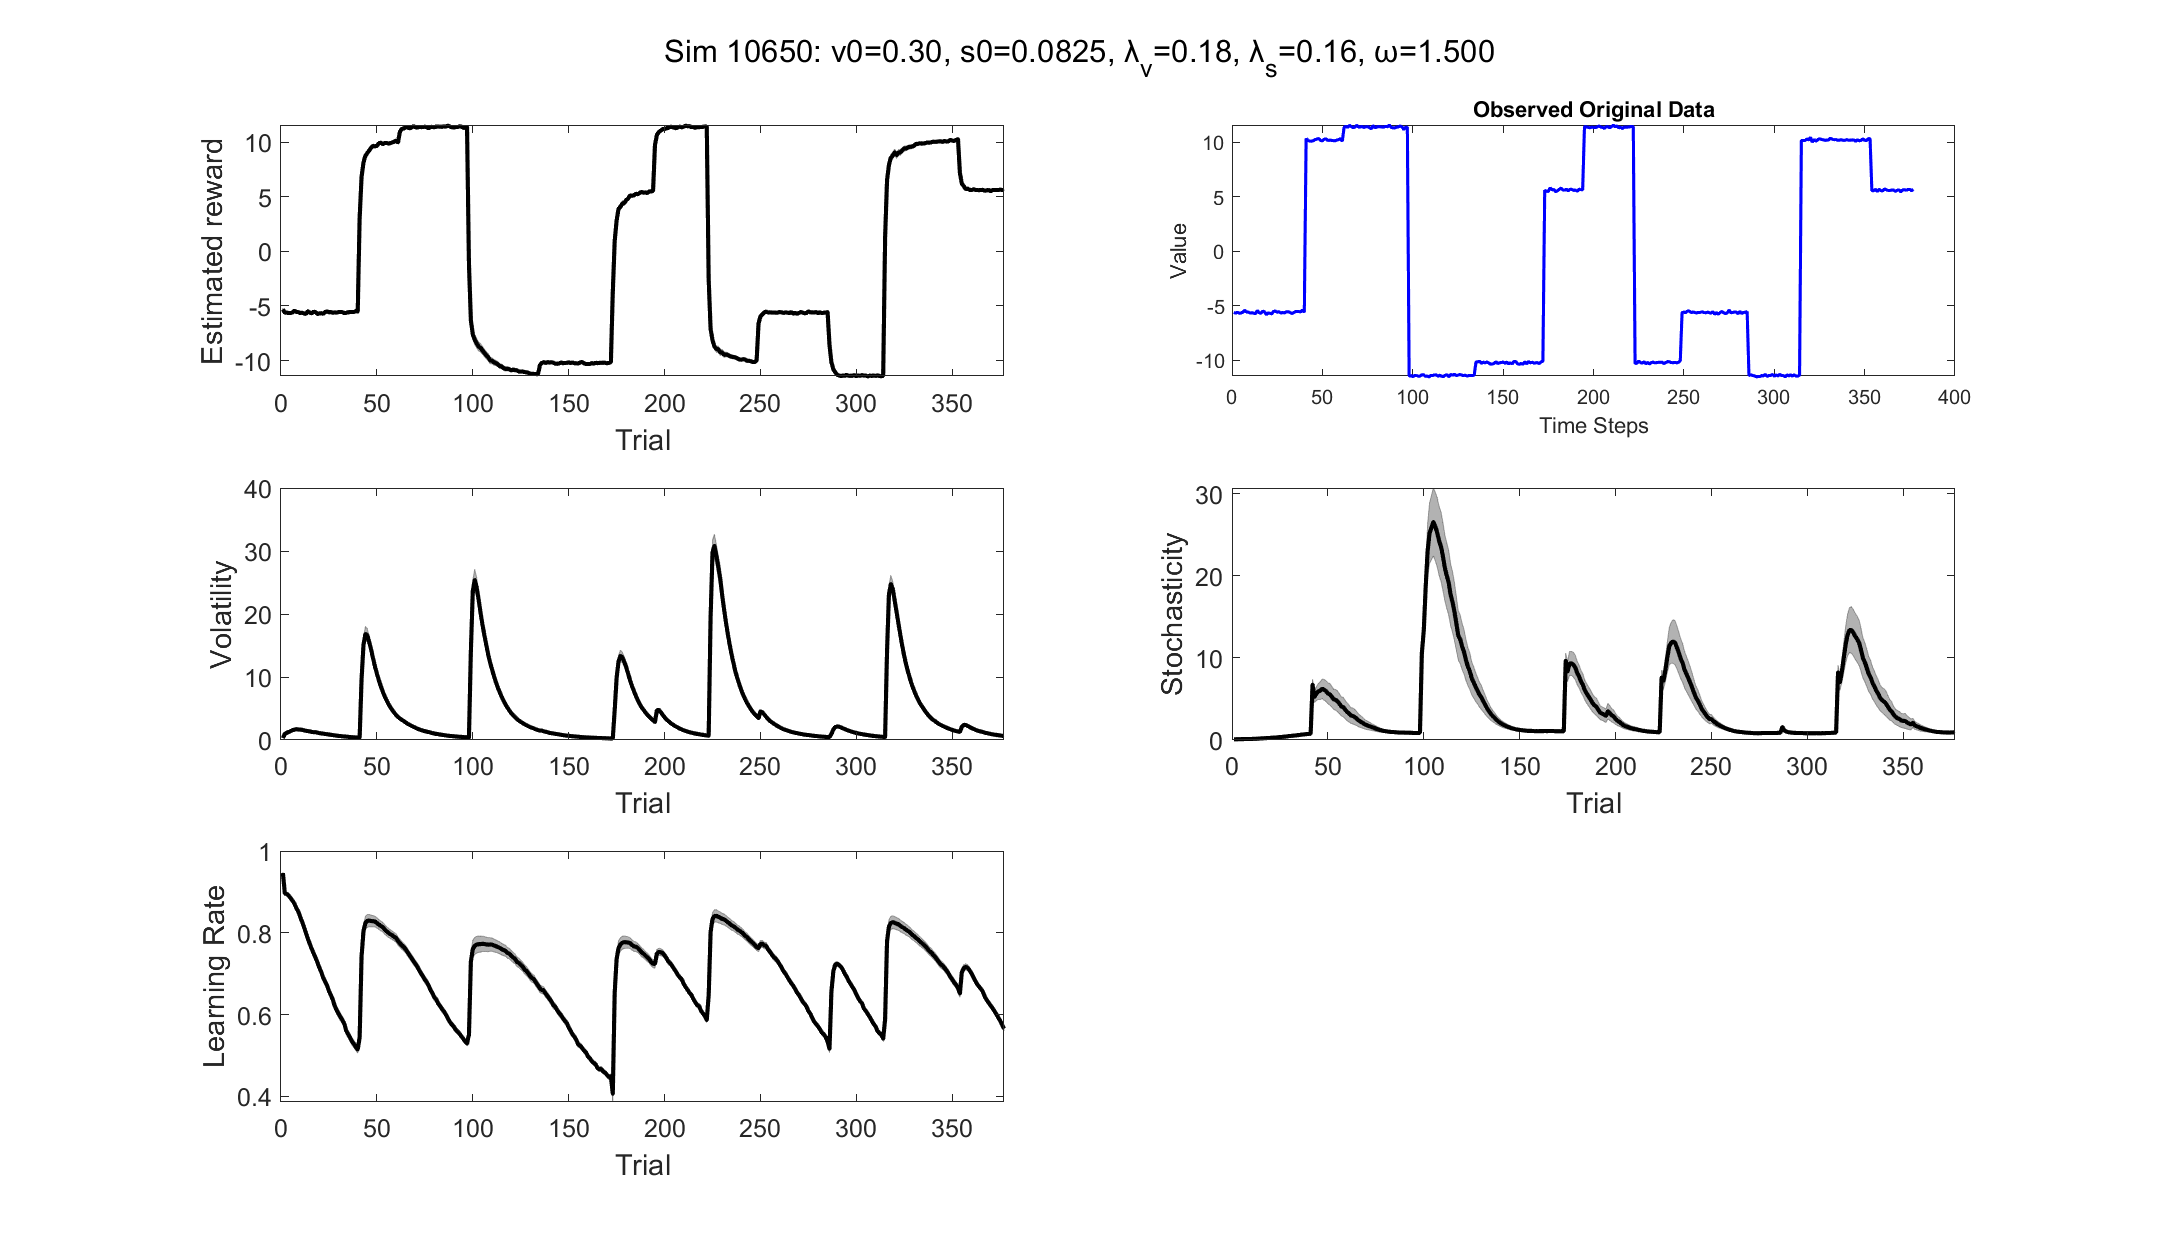 Sim 10650: v0=0.30, s0=0.0825, λv=0.18, λs=0.16, ω=1.500
Estimated reward
10
5
0
-5
-10
0 50 100 150 200 250 300 350
Trial
Observed Original Data
Value
10
5
0
-5
-10
0 50 100 150 200 250 300 350 400
Time Steps
Volatility
40
30
20
10
0
0 50 100 150 200 250 300 350
Trial
Stochasticity
30
20
10
0
0 50 100 150 200 250 300 350
Trial
Learning Rate
1
0.8
0.6
0.4
0 50 100 150 200 250 300 350
Trial